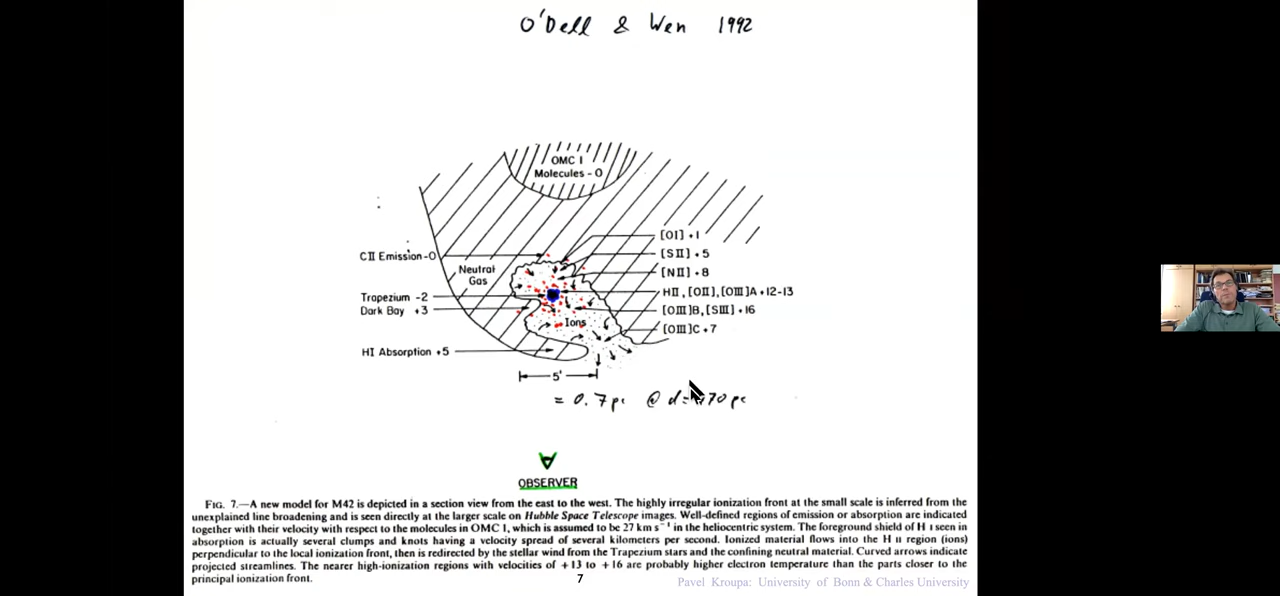 O'Dell & Wen 1992
OMC I
Molecules - O
[OI] + I
CII Emission - O
[SII] + 5
Neutral
Gas
[NII] + 8
HII, [OII], [OIII]A + 12-13
Trapezium - 2
Dark Bay + 3
[OIII]B, [SIII] + 16
Ions
[OIII]C + 7
HI Absorption + 5
5'
= 0.7 pc @ d=470 pc
OBSERVER
FIG. 7.—A new model for M42 is depicted in a section view from the east to the west. The highly irregular ionization front at the small scale is inferred from the
unexplained line broadening and is seen directly at the larger scale on Hubble Space Telescope images. Well-defined regions of emission or absorption are indicated
together with their velocity with respect to the molecules in OMC 1, which is assumed to be 27 km s⁻¹ in the heliocentric system. The foreground shield of H I seen in
absorption is actually several clumps and knots having a velocity spread of several kilometers per second. Ionized material flows into the H II region (ions)
perpendicular to the local ionization front, then is redirected by the stellar wind from the Trapezium stars and the confining neutral material. Curved arrows indicate
projected streamlines. The nearer high-ionization regions with velocities of +13 to +16 are probably higher electron temperature than the parts closer to the
principal ionization front.
7
Pavel Kroupa: University of Bonn & Charles University